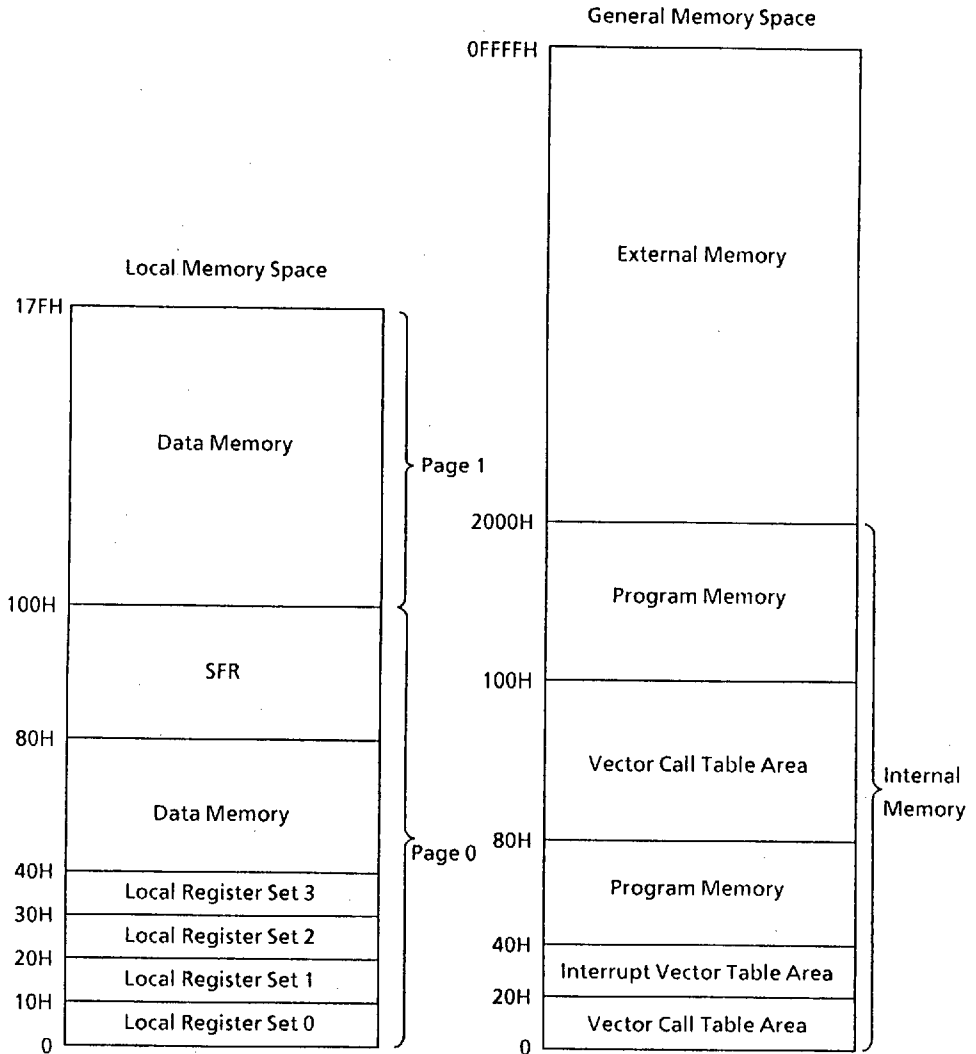 General Memory Space
0FFFFH
External Memory
Local Memory Space
17FH
Data Memory
Page 1
2000H
Program Memory
100H
SFR
100H
80H
Vector Call Table Area
Internal
Memory
Data Memory
80H
Page 0
40H
Program Memory
Local Register Set 3
30H
Local Register Set 2
40H
20H
Interrupt Vector Table Area
Local Register Set 1
10H
20H
Local Register Set 0
Vector Call Table Area
0
0